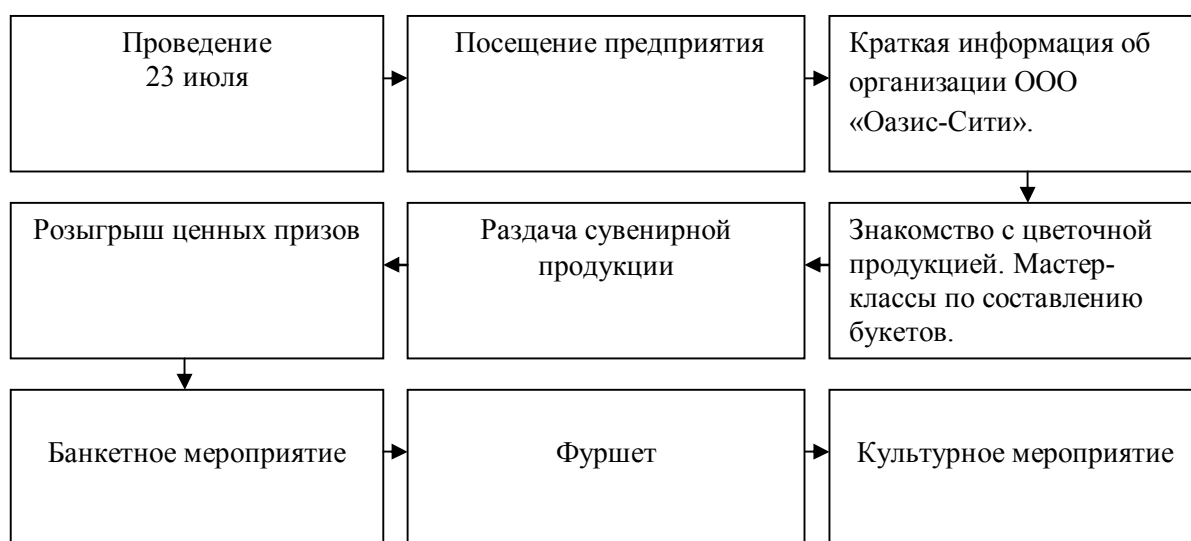 Проведение
23 июля
Посещение предприятия
Краткая информация об
организации ООО
«Оазис-Сити».
Знакомство с цветочной
продукцией. Мастер-
классы по составлению
букетов.
Раздача сувенирной
продукции
Розыгрыш ценных призов
Банкетное мероприятие
Фуршет
Культурное мероприятие